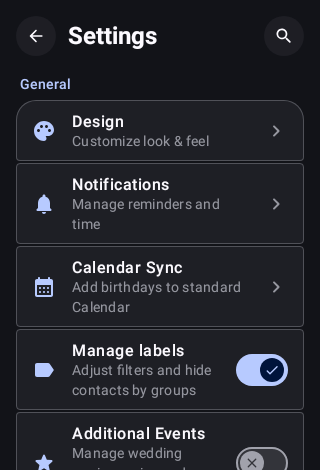 Settings
General
Design
Customize look & feel
Notifications
Manage reminders and
time
Calendar Sync
Add birthdays to standard
Calendar
Manage labels
Adjust filters and hide
contacts by groups
Additional Events
Manage wedding